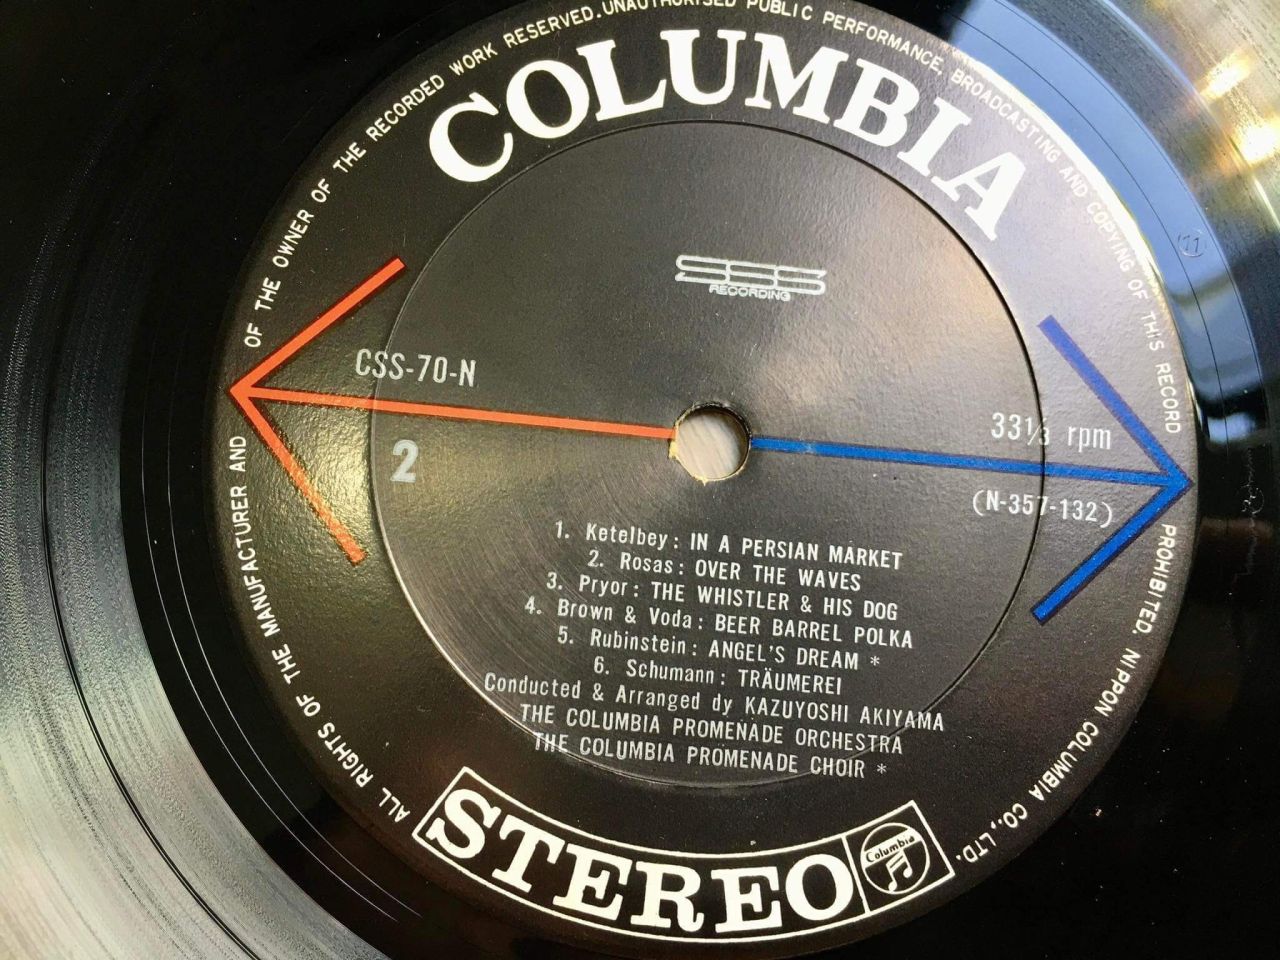 ALL RIGHTS OF THE MANUFACTURER AND OF THE OWNER OF THE RECORDED WORK RESERVED. UNAUTHORISED PUBLIC PERFORMANCE, BROADCASTING AND COPYING OF THIS RECORD PROHIBITED. NIPPON COLUMBIA CO., LTD.
COLUMBIA
SSS
RECORDING
CSS-70-N
33⅓ rpm
2
(N-357-132)
1. Ketelbey: IN A PERSIAN MARKET
2. Rosas: OVER THE WAVES
3. Pryor: THE WHISTLER & HIS DOG
4. Brown & Voda: BEER BARREL POLKA
5. Rubinstein: ANGEL'S DREAM *
6. Schumann: TRÄUMEREI
Conducted & Arranged dy KAZUYOSHI AKIYAMA
THE COLUMBIA PROMENADE ORCHESTRA
THE COLUMBIA PROMENADE CHOIR *
STEREO
Columbia